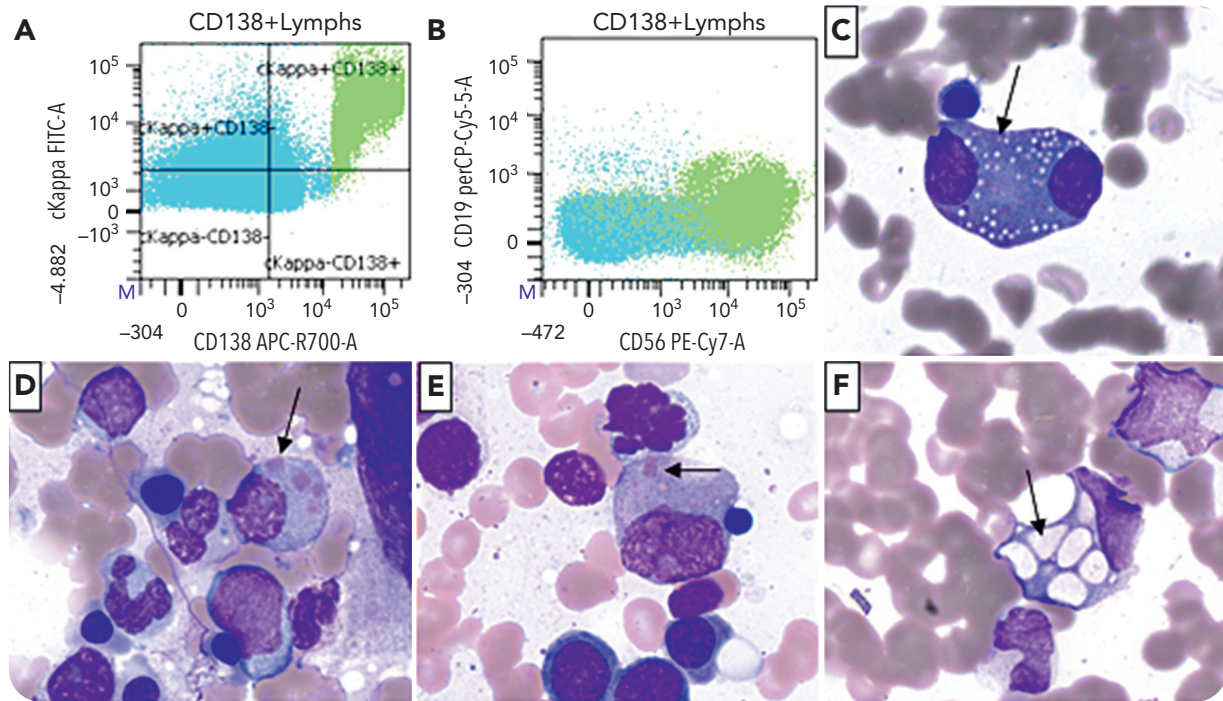 A
CD138+Lymphs
cKappa FITC-A
10^5
10^4
10^3
0
−10^3
−4.882
cKappa+CD138+
cKappa+CD138-
cKappa-CD138-
cKappa-CD138+
M
0
10^3
10^4
10^5
−304
CD138 APC-R700-A
B
CD138+Lymphs
CD19 perCP-Cy5-5-A
10^5
10^4
10^3
0
−304
M
0
10^3
10^4
10^5
−472
CD56 PE-Cy7-A
C
D
E
F